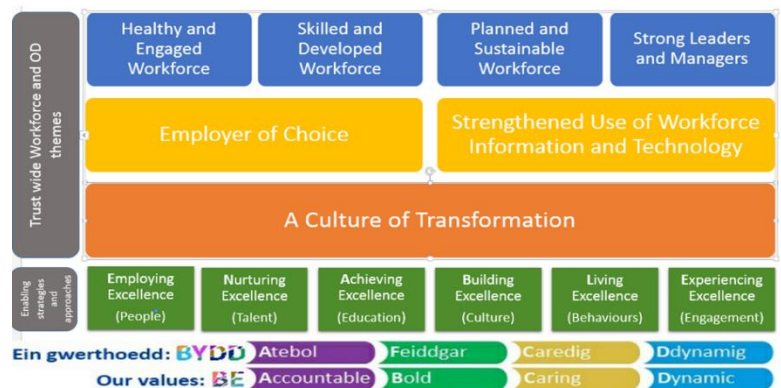 Trust wide Workforce and OD
themes
Healthy and
Engaged
Workforce
Skilled and
Developed
Workforce
Planned and
Sustainable
Workforce
Strong Leaders
and Managers
Employer of Choice
Strengthened Use of Workforce
Information and Technology
A Culture of Transformation
Enabling
strategies
and
approaches
Employing
Excellence
(People)
Nurturing
Excellence
(Talent)
Achieving
Excellence
(Education)
Building
Excellence
(Culture)
Living
Excellence
(Behaviours)
Experiencing
Excellence
(Engagement)
Ein gwerthoedd: BYDD Atebol Feiddgar Caredig Ddynamig
Our values: BE Accountable Bold Caring Dynamic